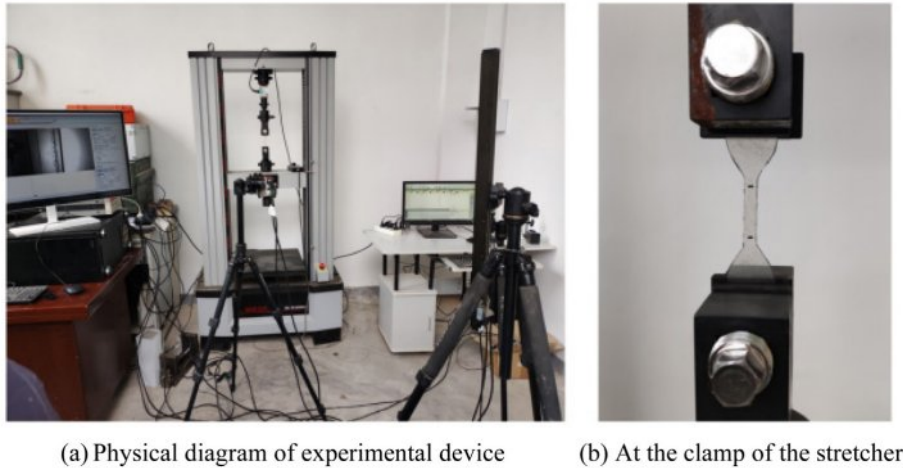 (a) Physical diagram of experimental device
(b) At the clamp of the stretcher